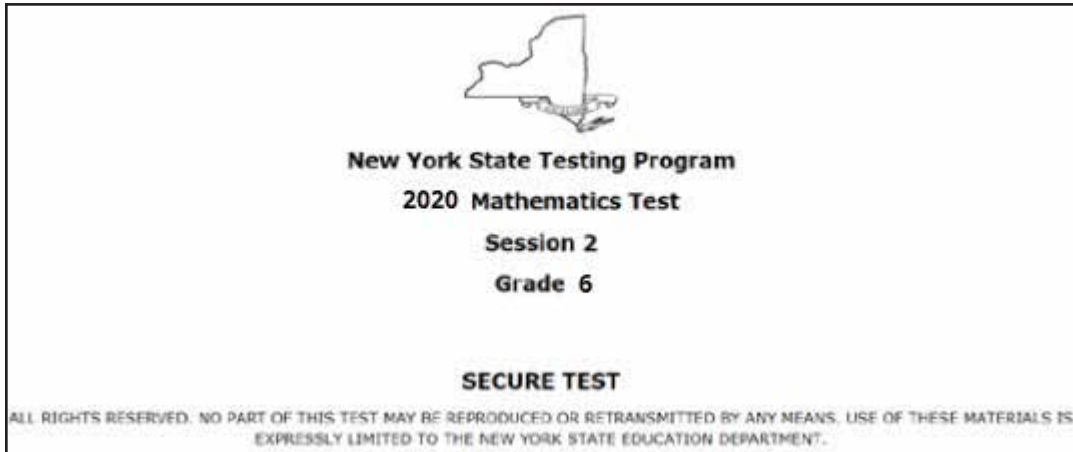 New York State Testing Program
2020 Mathematics Test
Session 2
Grade 6
SECURE TEST
ALL RIGHTS RESERVED. NO PART OF THIS TEST MAY BE REPRODUCED OR RETRANSMITTED BY ANY MEANS. USE OF THESE MATERIALS IS
EXPRESSLY LIMITED TO THE NEW YORK STATE EDUCATION DEPARTMENT.